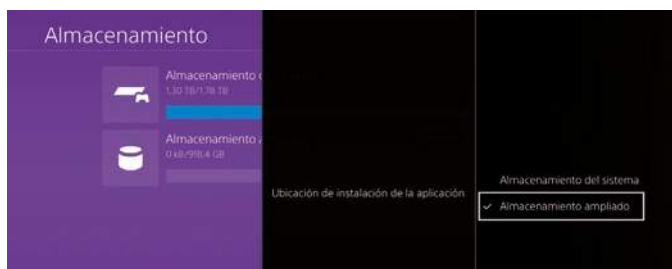 Almacenamiento
Almacenamiento
1.30 TB/1.78 TB
Almacenamiento
0 kB/918.4 GB
Ubicación de instalación de la aplicación
Almacenamiento del sistema
Almacenamiento ampliado